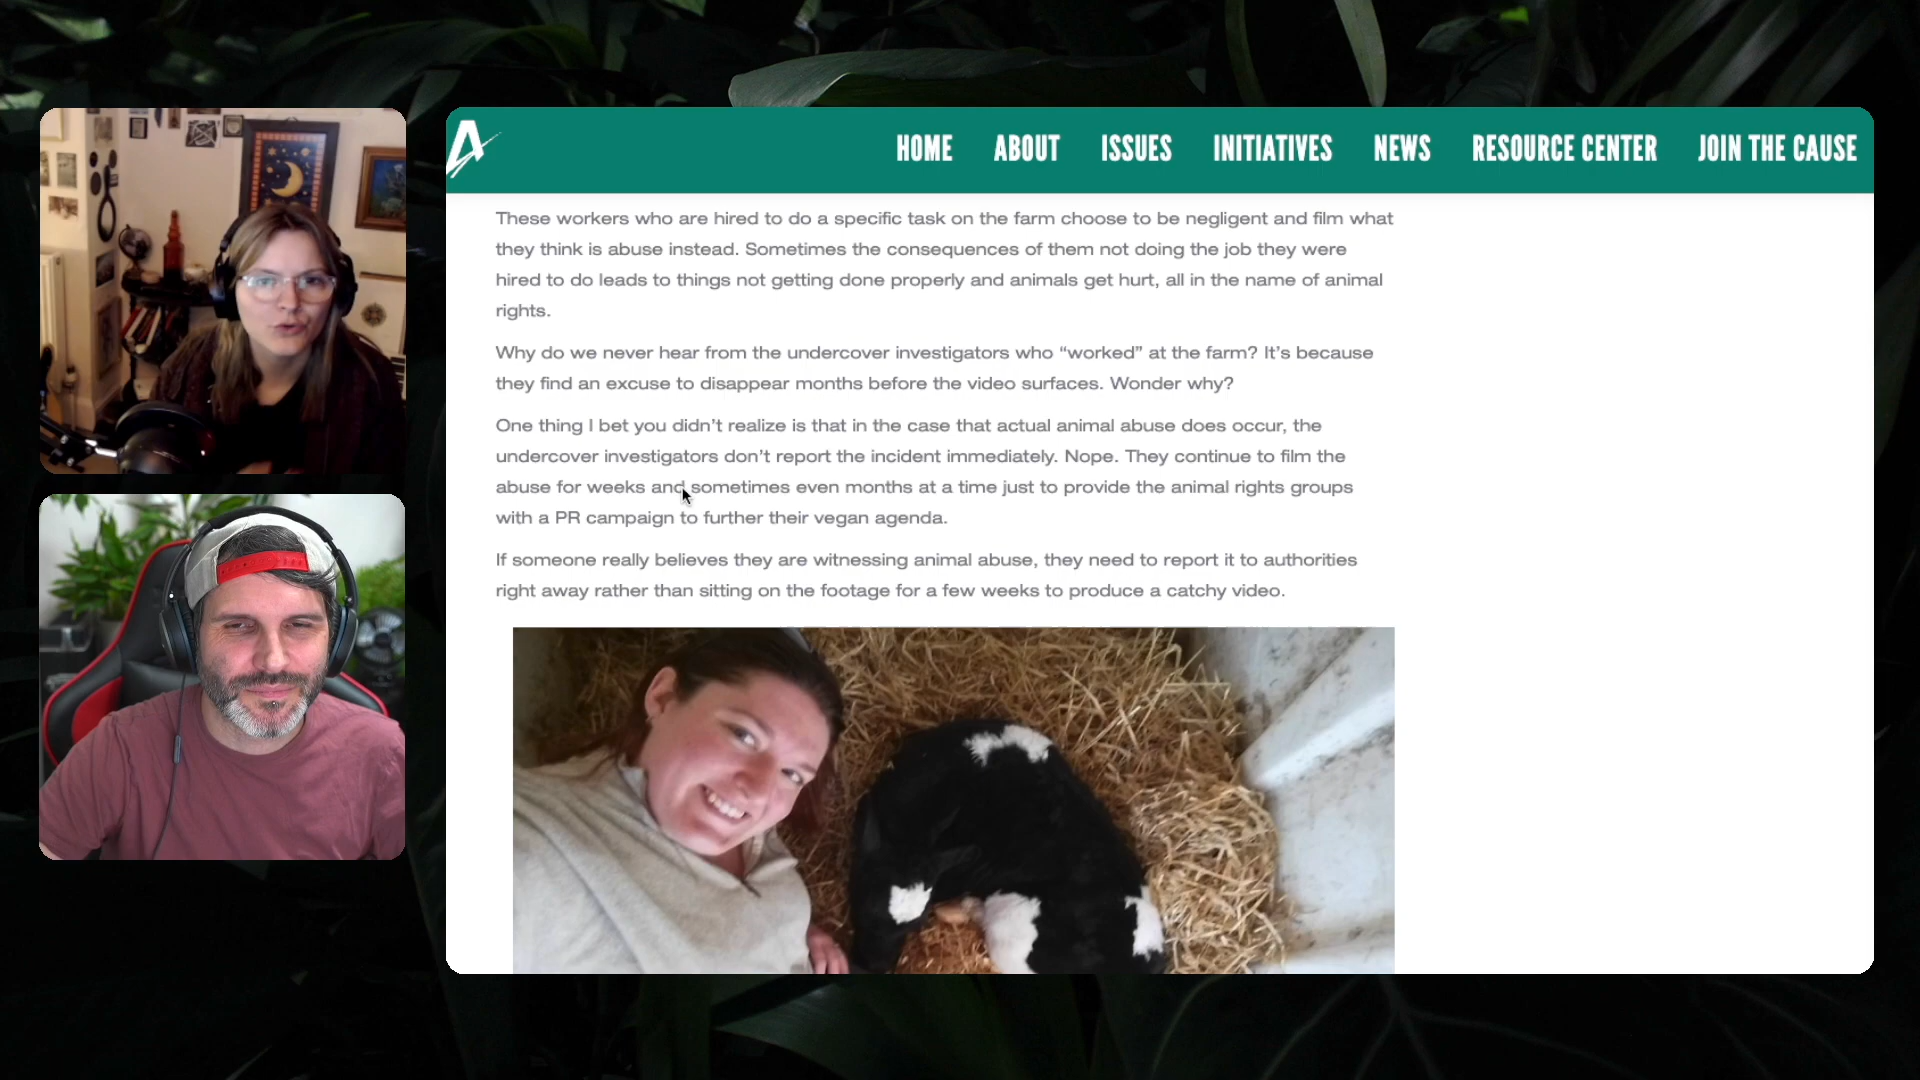 HOME ABOUT ISSUES INITIATIVES NEWS RESOURCE CENTER JOIN THE CAUSE
These workers who are hired to do a specific task on the farm choose to be negligent and film what
they think is abuse instead. Sometimes the consequences of them not doing the job they were
hired to do leads to things not getting done properly and animals get hurt, all in the name of animal
rights.
Why do we never hear from the undercover investigators who “worked” at the farm? It’s because
they find an excuse to disappear months before the video surfaces. Wonder why?
One thing I bet you didn’t realize is that in the case that actual animal abuse does occur, the
undercover investigators don’t report the incident immediately. Nope. They continue to film the
abuse for weeks and sometimes even months at a time just to provide the animal rights groups
with a PR campaign to further their vegan agenda.
If someone really believes they are witnessing animal abuse, they need to report it to authorities
right away rather than sitting on the footage for a few weeks to produce a catchy video.